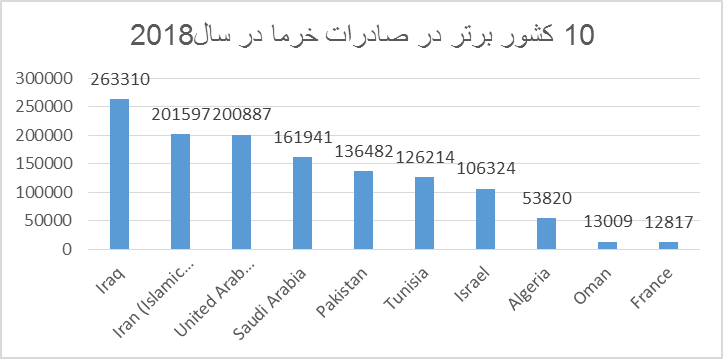 10 کشور برتر در صادرات خرما در سال2018
300000
250000
200000
150000
100000
50000
0
263310
201597
200887
161941
136482
126214
106324
53820
13009
12817
Iraq
Iran (Islamic...
United Arab...
Saudi Arabia
Pakistan
Tunisia
Israel
Algeria
Oman
France